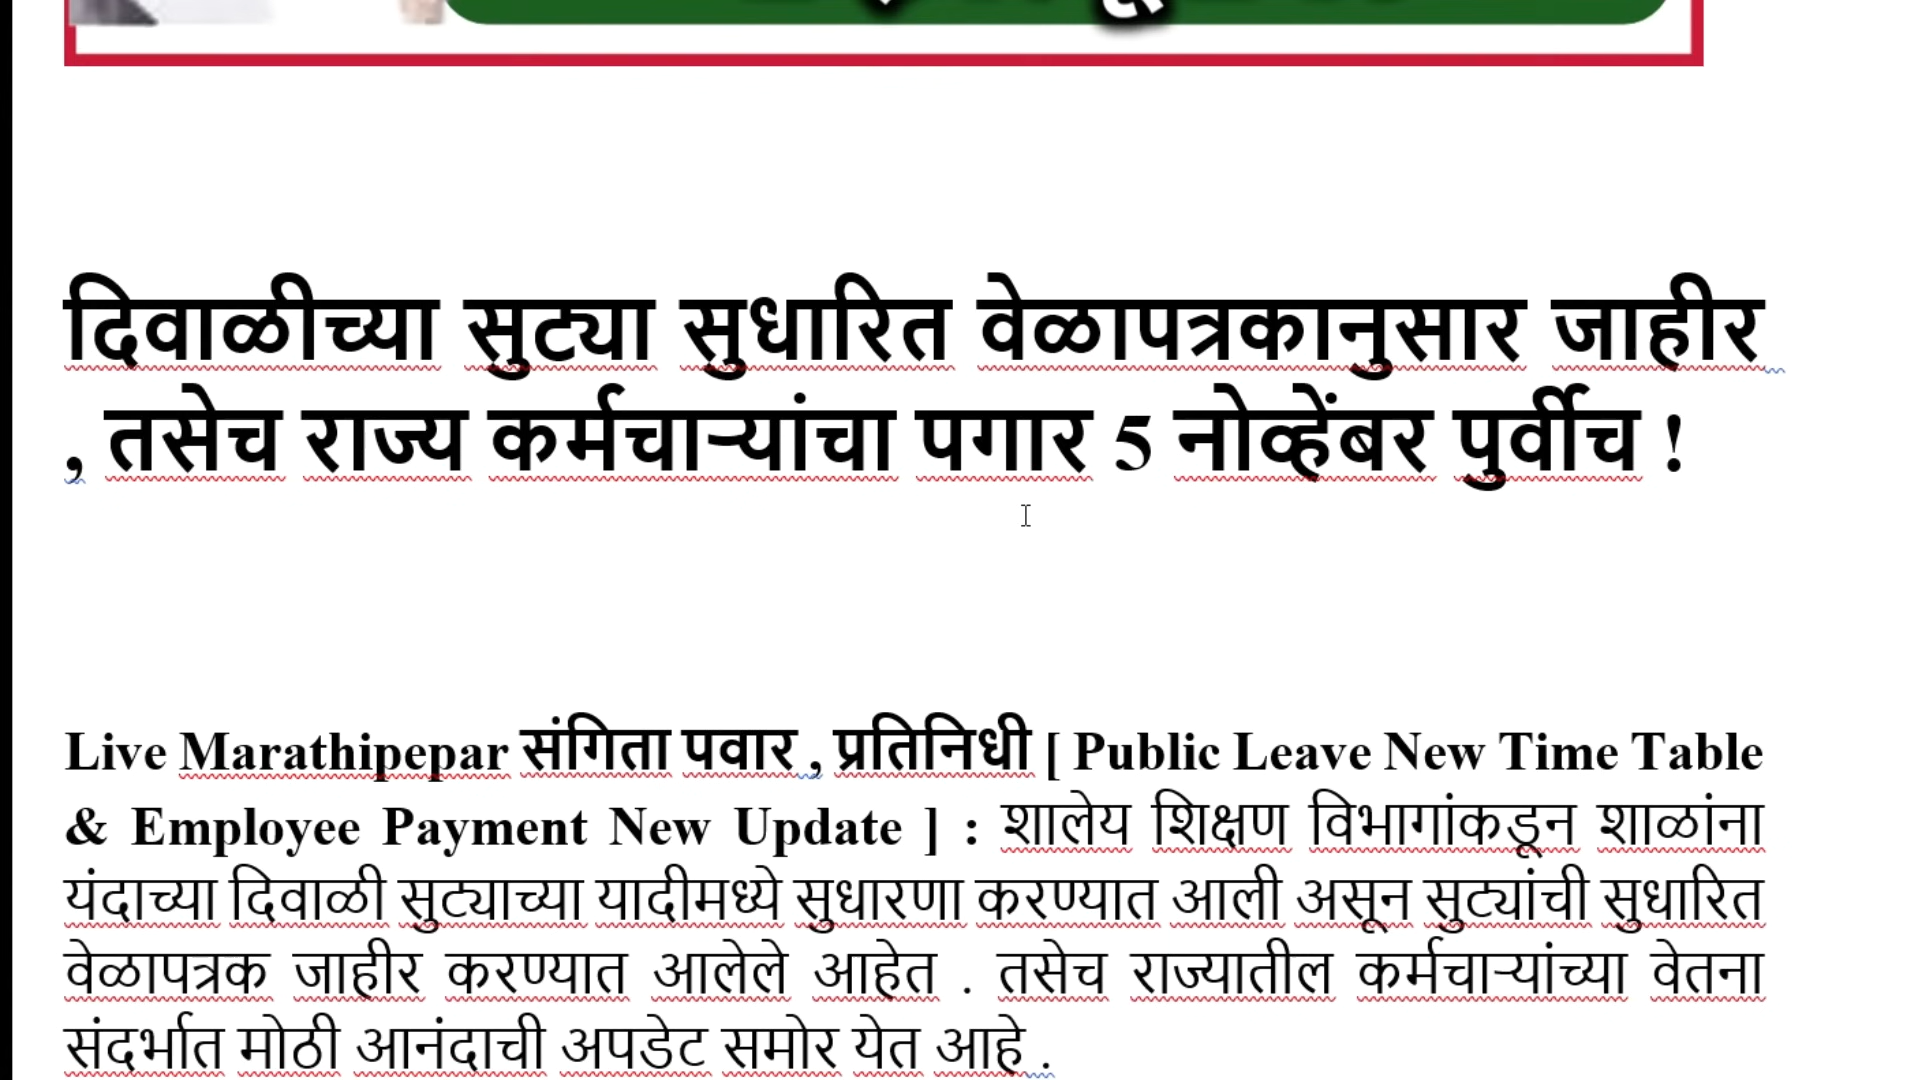 दिवाळीच्या सुट्या सुधारित वेळापत्रकानुसार जाहीर
, तसेच राज्य कर्मचाऱ्यांचा पगार 5 नोव्हेंबर पुर्वीच !
Live Marathipepar संगिता पवार , प्रतिनिधी [ Public Leave New Time Table
& Employee Payment New Update ] : शालेय शिक्षण विभागांकडून शाळांना
यंदाच्या दिवाळी सुट्याच्या यादीमध्ये सुधारणा करण्यात आली असून सुट्यांची सुधारित
वेळापत्रक जाहीर करण्यात आलेले आहेत . तसेच राज्यातील कर्मचाऱ्यांच्या वेतना
संदर्भात मोठी आनंदाची अपडेट समोर येत आहे .